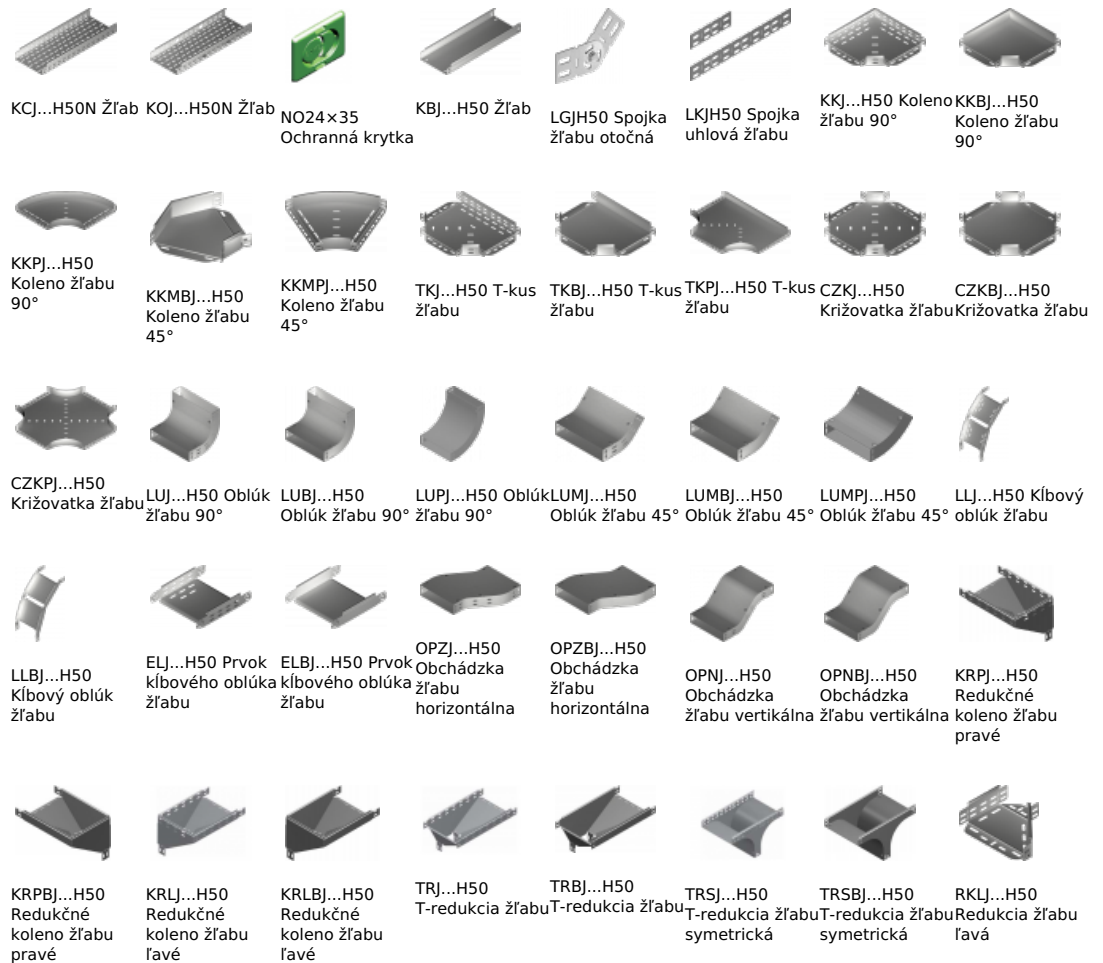 KCJ...H50N Žľab
KOJ...H50N Žľab
NO24×35
Ochranná krytka
KBJ...H50 Žľab
LGJH50 Spojka
žľabu otočná
LKJH50 Spojka
uhlová žľabu
KKJ...H50 Koleno
žľabu 90°
KKBJ...H50
Koleno žľabu
90°
KKPJ...H50
Koleno žľabu
90°
KKMBJ...H50
Koleno žľabu
45°
KKMPJ...H50
Koleno žľabu
45°
TKJ...H50 T-kus
žľabu
TKBJ...H50 T-kus
žľabu
TKPJ...H50 T-kus
žľabu
CZKJ...H50
Križovatka žľabu
CZKBJ...H50
Križovatka žľabu
CZKPJ...H50
Križovatka žľabu
LUJ...H50 Oblúk
žľabu 90°
LUBJ...H50
Oblúk žľabu 90°
LUPJ...H50 Oblúk
žľabu 90°
LUMJ...H50
Oblúk žľabu 45°
LUMBJ...H50
Oblúk žľabu 45°
LUMPJ...H50
Oblúk žľabu 45°
LLJ...H50 Kĺbový
oblúk žľabu
LLBJ...H50
Kĺbový oblúk
žľabu
ELJ...H50 Prvok
kĺbového oblúka
žľabu
ELBJ...H50 Prvok
kĺbového oblúka
žľabu
OPZJ...H50
Obchádzka
žľabu
horizontálna
OPZBJ...H50
Obchádzka
žľabu
horizontálna
OPNJ...H50
Obchádzka
žľabu vertikálna
OPNBJ...H50
Obchádzka
žľabu vertikálna
KRPJ...H50
Redukčné
koleno žľabu
pravé
KRPBJ...H50
Redukčné
koleno žľabu
pravé
KRLJ...H50
Redukčné
koleno žľabu
ľavé
KRLBJ...H50
Redukčné
koleno žľabu
ľavé
TRJ...H50
T-redukcia žľabu
TRBJ...H50
T-redukcia žľabu
TRSJ...H50
T-redukcia žľabu
symetrická
TRSBJ...H50
T-redukcia žľabu
symetrická
RKLJ...H50
Redukcia žľabu
ľavá